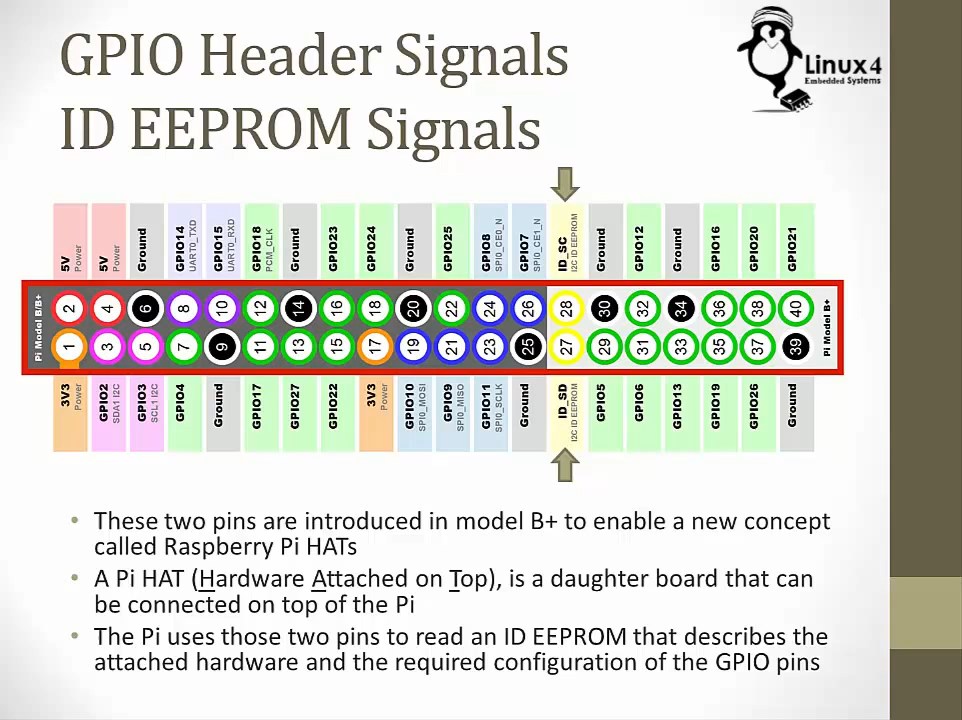 GPIO Header Signals
ID EEPROM Signals
Linux4
Embedded Systems
5V Power
5V Power
Ground
GPIO14 UART0_TXD
GPIO15 UART0_RXD
GPIO18 PCM_CLK
Ground
GPIO23
GPIO24
Ground
GPIO25
GPIO8 SPI0_CE0_N
GPIO7 SPI0_CE1_N
ID_SC I2C ID EEPROM
Ground
GPIO12
Ground
GPIO16
GPIO20
GPIO21
Pi Model B/B+
2 4 6 8 10 12 14 16 18 20 22 24 26 28 30 32 34 36 38 40
1 3 5 7 9 11 13 15 17 19 21 23 25 27 29 31 33 35 37 39
Pi Model B+
3V3 Power
GPIO2 SDA1 I2C
GPIO3 SCL1 I2C
GPIO4
Ground
GPIO17
GPIO27
GPIO22
3V3 Power
GPIO10 SPI0_MOSI
GPIO9 SPI0_MISO
GPIO11 SPI0_SCLK
Ground
ID_SD I2C ID EEPROM
GPIO5
GPIO6
GPIO13
GPIO19
GPIO26
Ground
• These two pins are introduced in model B+ to enable a new concept
called Raspberry Pi HATs
• A Pi HAT (Hardware Attached on Top), is a daughter board that can
be connected on top of the Pi
• The Pi uses those two pins to read an ID EEPROM that describes the
attached hardware and the required configuration of the GPIO pins